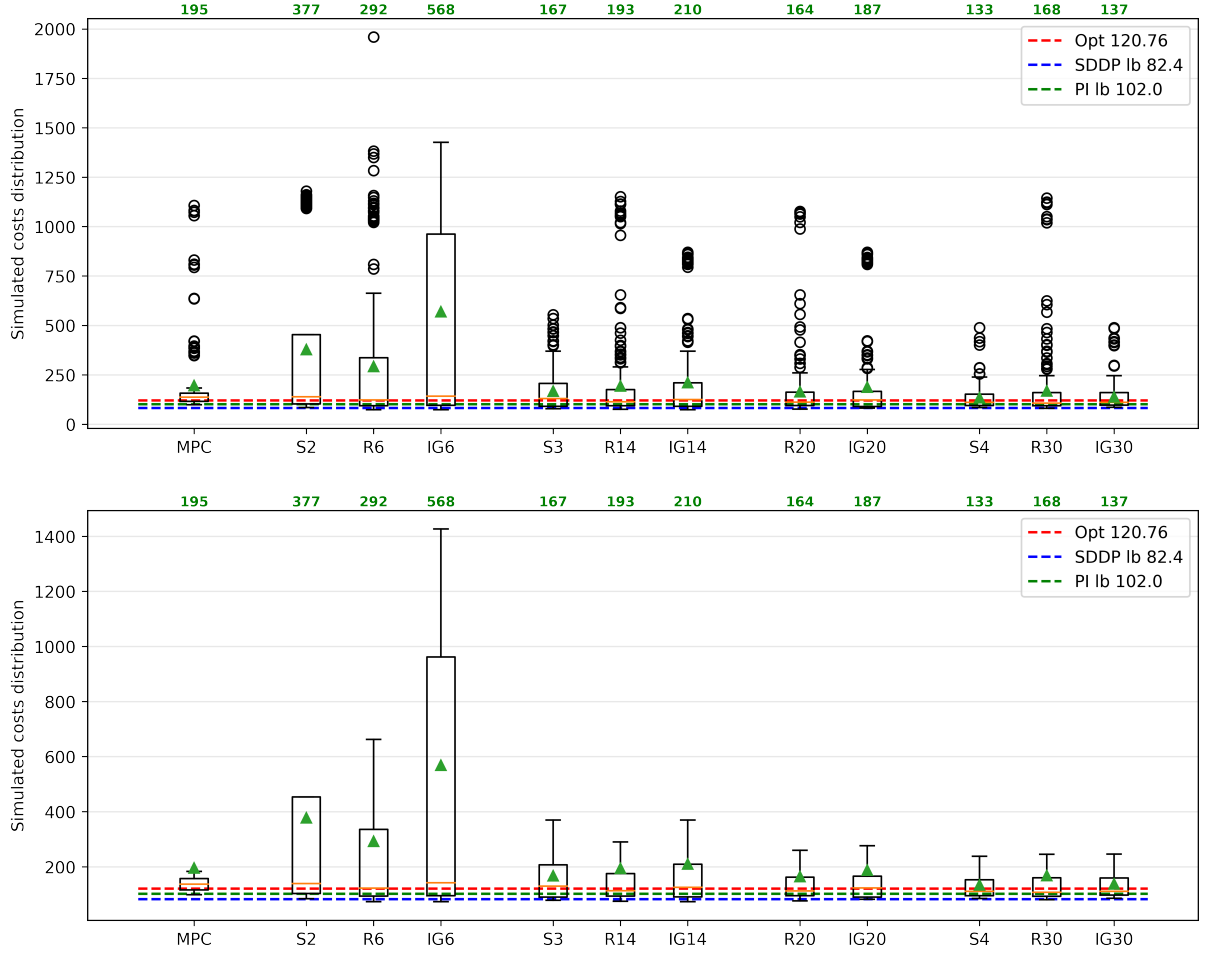 195 377 292 568 167 193 210 164 187 133 168 137
2000
1750
1500
1250
1000
750
500
250
0
Simulated costs distribution
Opt 120.76
SDDP lb 82.4
PI lb 102.0
MPC S2 R6 IG6 S3 R14 IG14 R20 IG20 S4 R30 IG30
195 377 292 568 167 193 210 164 187 133 168 137
1400
1200
1000
800
600
400
200
Simulated costs distribution
Opt 120.76
SDDP lb 82.4
PI lb 102.0
MPC S2 R6 IG6 S3 R14 IG14 R20 IG20 S4 R30 IG30